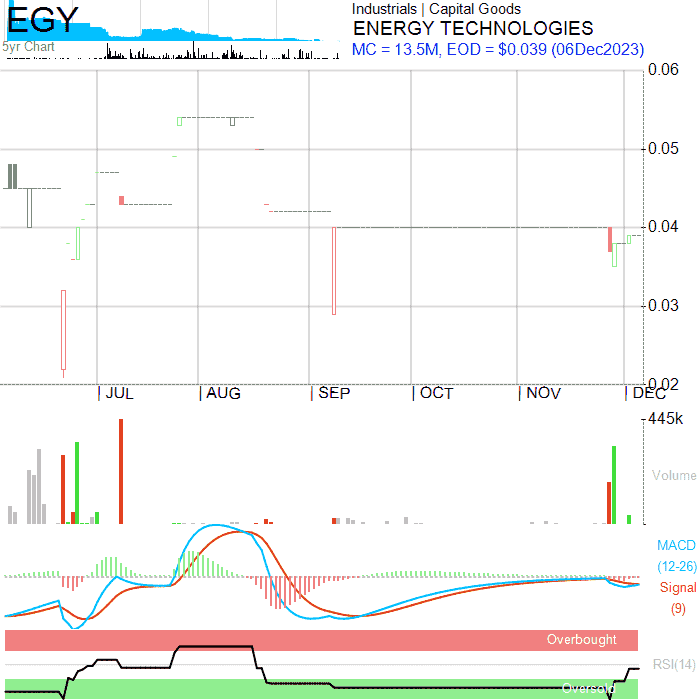 EGY
5yr Chart
Industrials | Capital Goods
ENERGY TECHNOLOGIES
MC = 13.5M, EOD = $0.039 (06Dec2023)
0.06
0.05
0.04
0.03
0.02
JUL AUG SEP OCT NOV DEC
445k
Volume
MACD
(12-26)
Signal
(9)
Overbought
RSI(14)
Oversold